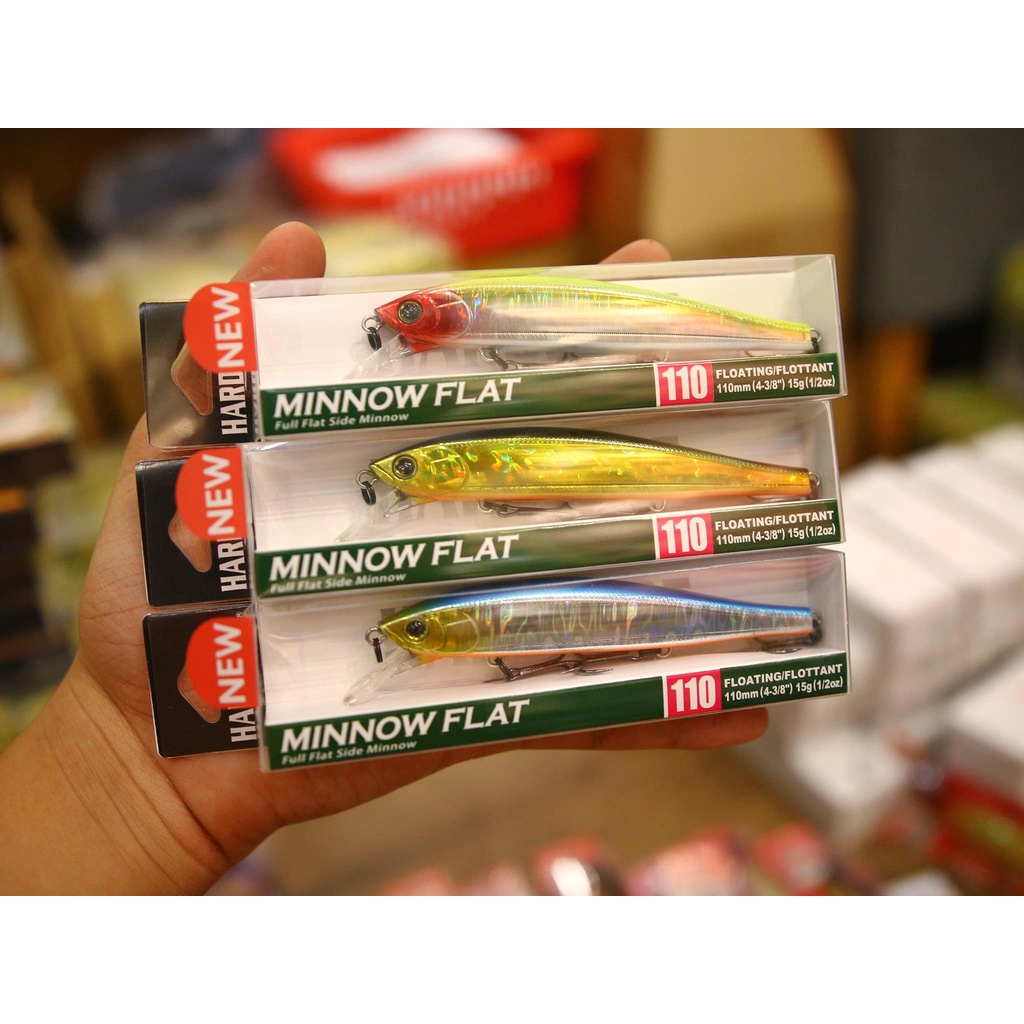 NEW
HARD
MINNOW FLAT
Full Flat Side Minnow
110
FLOATING/FLOTTANT
110mm (4-3/8") 15g (1/2oz)
NEW
HAR
MINNOW FLAT
Full Flat Side Minnow
110
FLOATING/FLOTTANT
110mm (4-3/8") 15g (1/2oz)
NEW
HA
MINNOW FLAT
Full Flat Side Minnow
110
FLOATING/FLOTTANT
110mm (4-3/8") 15g (1/2oz)